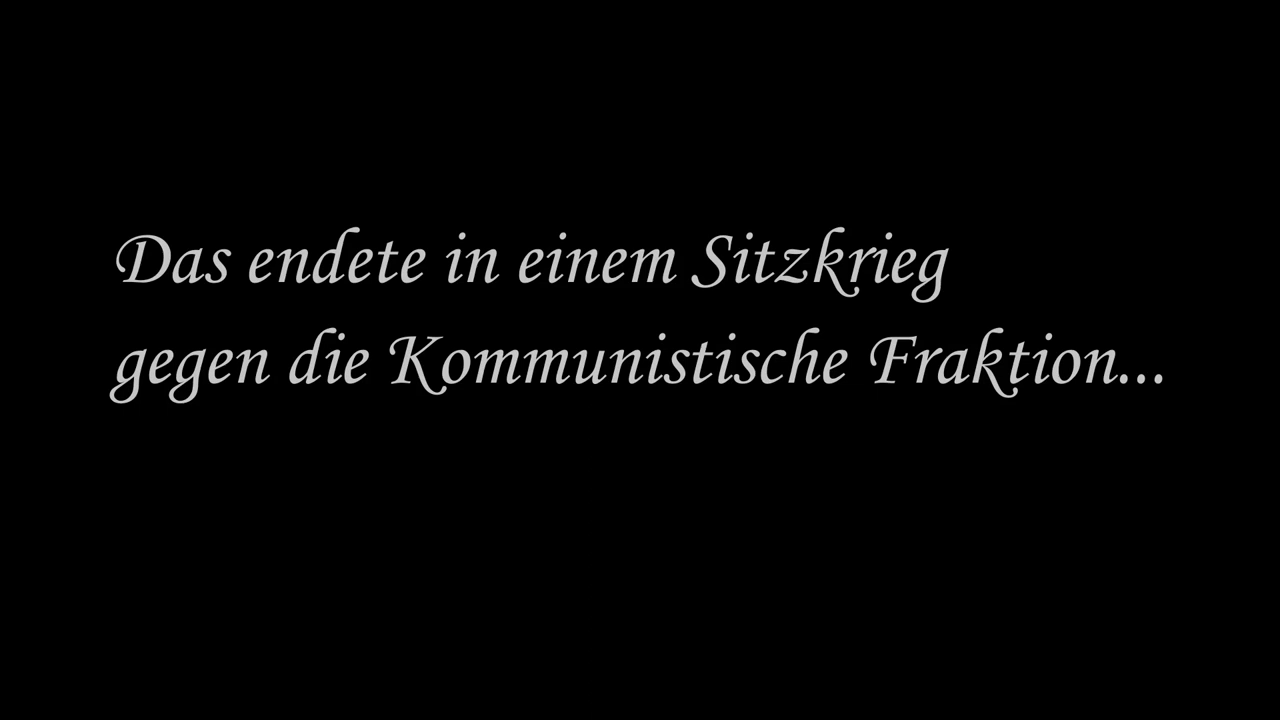 Das endete in einem Sitzkrieg
gegen die Kommunistische Fraktion...